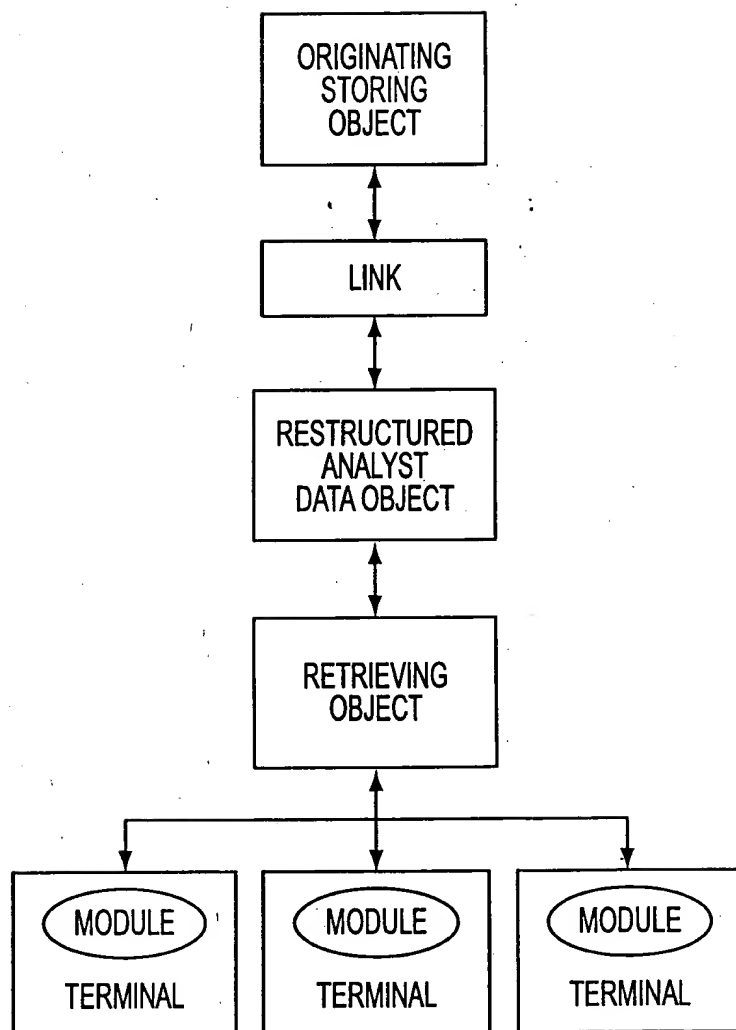 ORIGINATING
STORING
OBJECT
LINK
RESTRUCTURED
ANALYST
DATA OBJECT
RETRIEVING
OBJECT
MODULE
TERMINAL
MODULE
TERMINAL
MODULE
TERMINAL